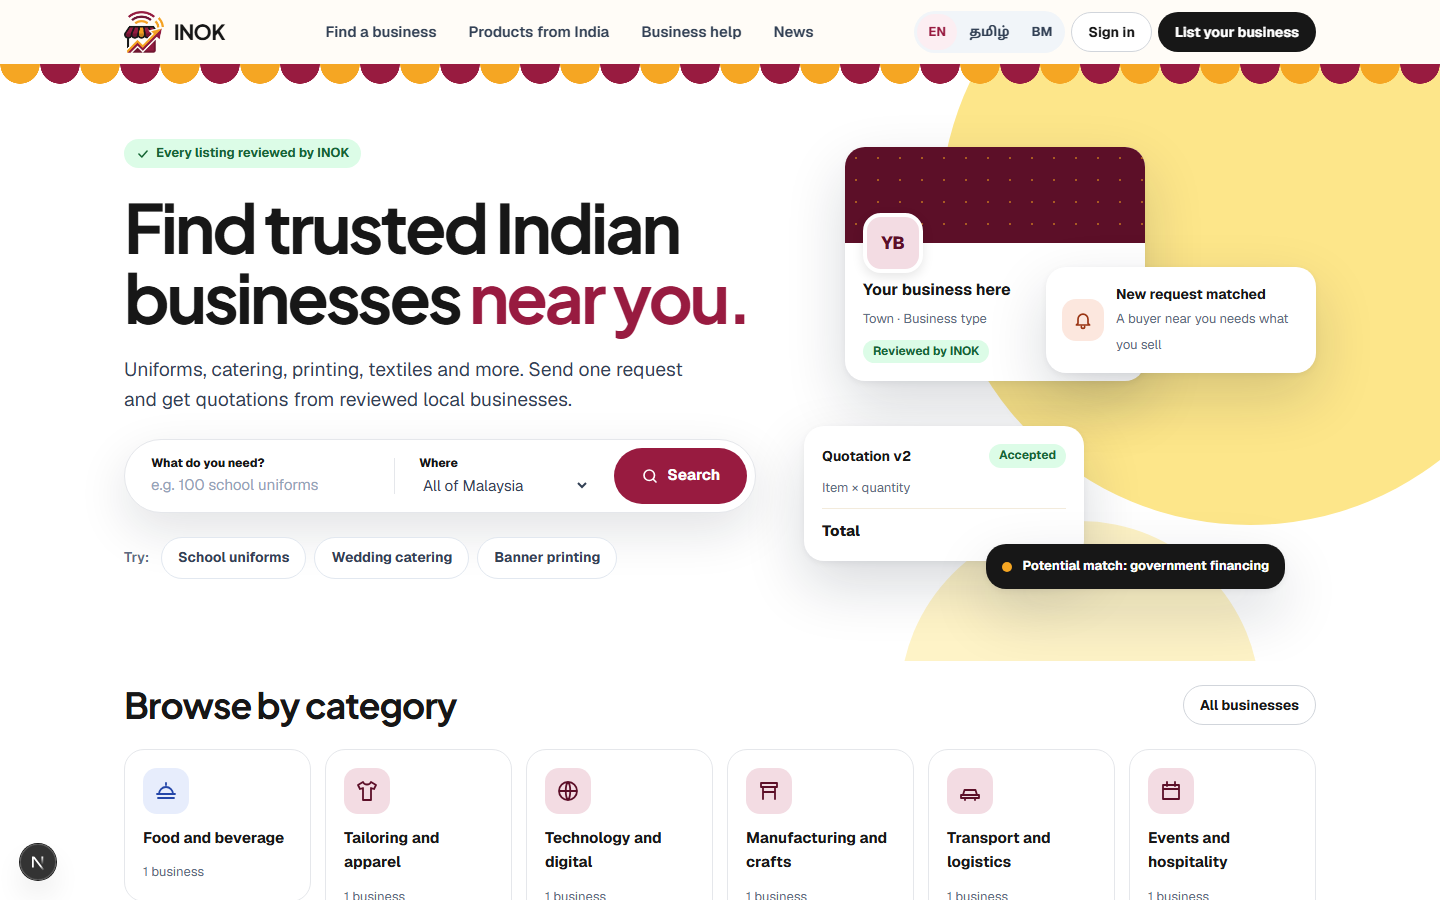 INOK
Find a business
Products from India
Business help
News
EN
தமிழ்
BM
Sign in
List your business
Every listing reviewed by INOK
Find trusted Indian
businesses near you.
Uniforms, catering, printing, textiles and more. Send one request
and get quotations from reviewed local businesses.
What do you need?
e.g. 100 school uniforms
Where
All of Malaysia
Search
Try:
School uniforms
Wedding catering
Banner printing
YB
Your business here
Town · Business type
Reviewed by INOK
New request matched
A buyer near you needs what
you sell
Quotation v2
Accepted
Item × quantity
Total
Potential match: government financing
Browse by category
All businesses
Food and beverage
1 business
Tailoring and
apparel
1 business
Technology and
digital
1 business
Manufacturing and
crafts
1 business
Transport and
logistics
1 business
Events and
hospitality
1 business
N